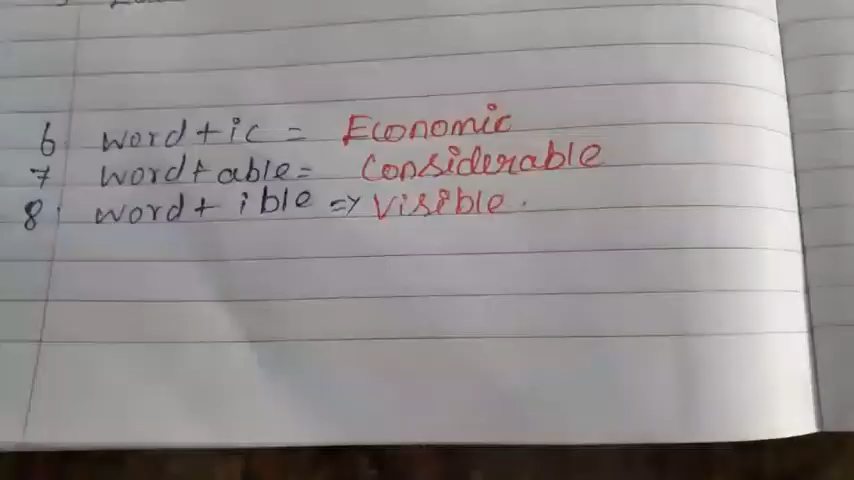 6 word + ic = Economic
7 word + able = Considerable
8 word + ible => Visible.